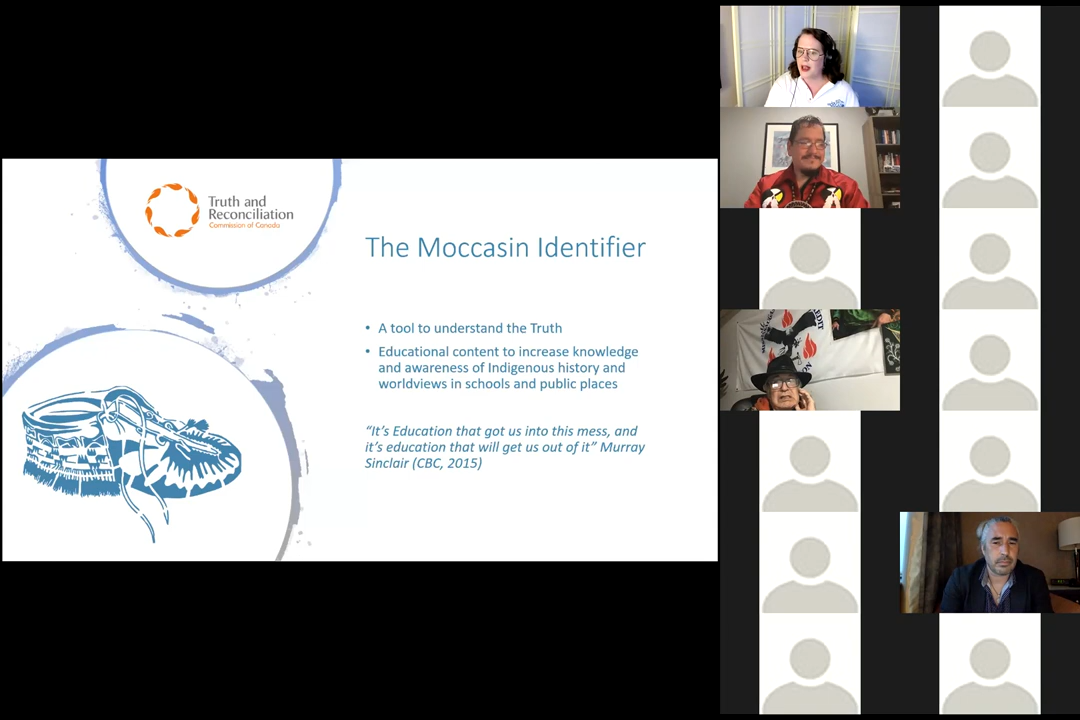 Truth and
Reconciliation
Commission of Canada
The Moccasin Identifier
• A tool to understand the Truth
• Educational content to increase knowledge
and awareness of Indigenous history and
worldviews in schools and public places
“It’s Education that got us into this mess, and
it’s education that will get us out of it” Murray
Sinclair (CBC, 2015)